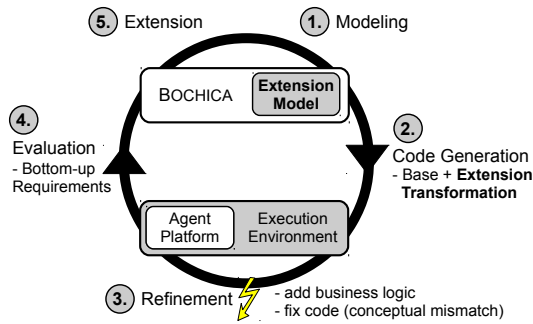 5. Extension
1. Modeling
BOCHICA
Extension
Model
4.
Evaluation
- Bottom-up
Requirements
2.
Code Generation
- Base + Extension
Transformation
Agent
Platform
Execution
Environment
3. Refinement
- add business logic
- fix code (conceptual mismatch)